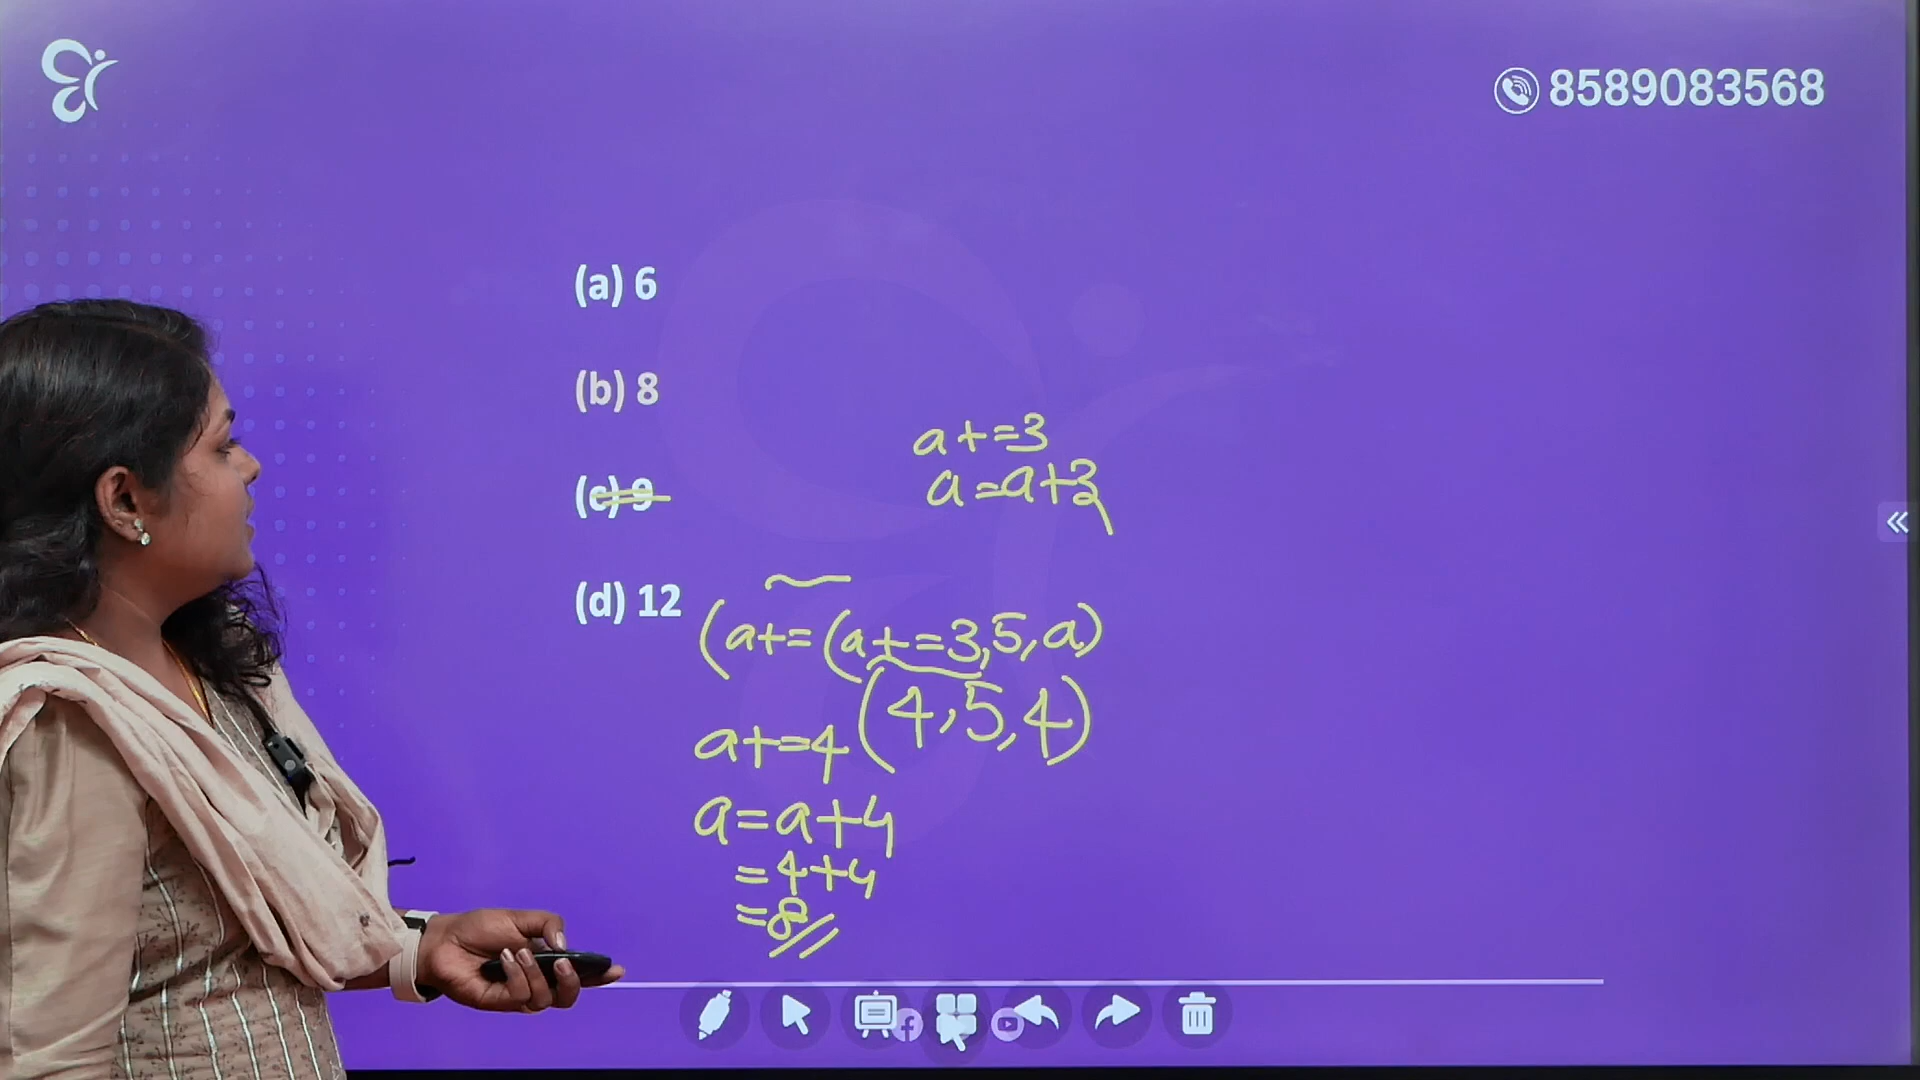 8589083568
(a) 6
(b) 8
a+=3
(c) 9
a=a+3
(d) 12
(a+=(a+=3,5,a)
(4,5,4)
a+=4
a=a+4
=4+4
=8//